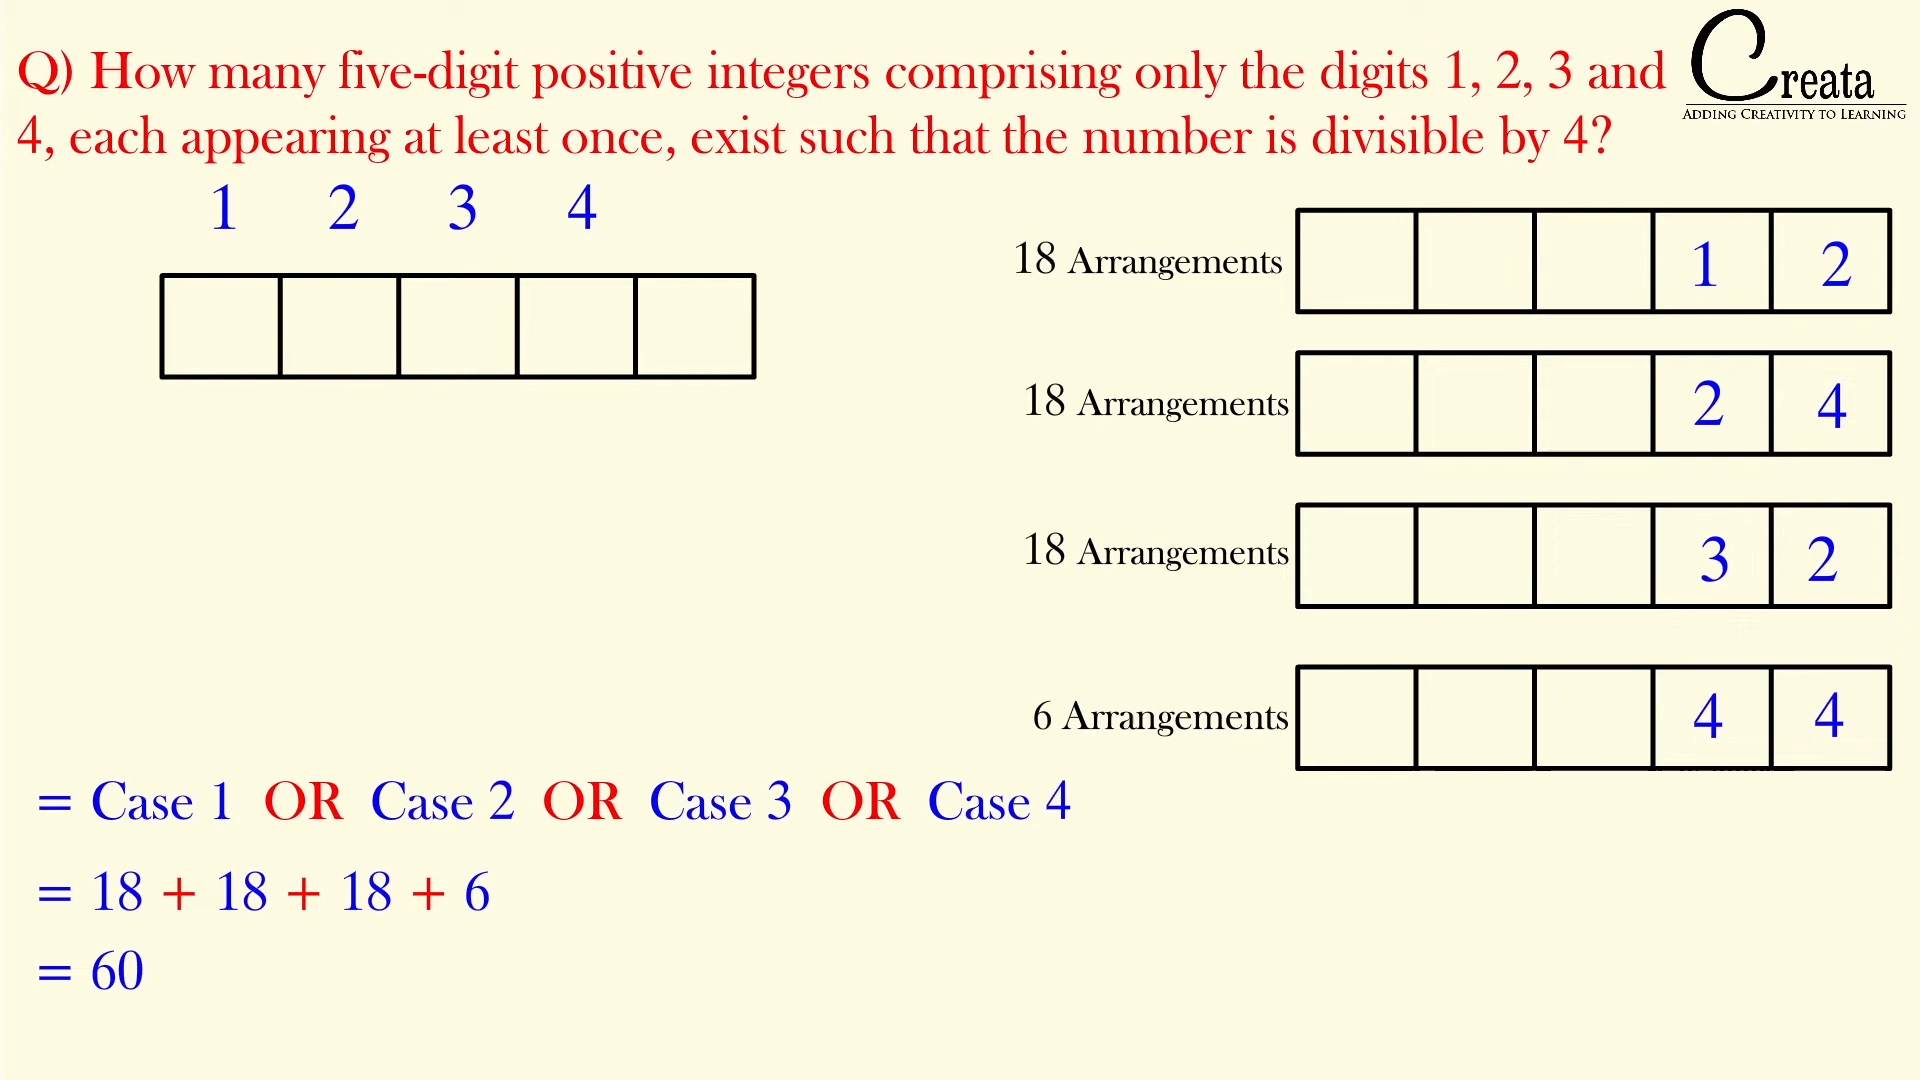 Q) How many five-digit positive integers comprising only the digits 1, 2, 3 and
4, each appearing at least once, exist such that the number is divisible by 4?
Creata
ADDING CREATIVITY TO LEARNING
1 2 3 4
18 Arrangements 1 2
18 Arrangements 2 4
18 Arrangements 3 2
6 Arrangements 4 4
= Case 1 OR Case 2 OR Case 3 OR Case 4
= 18 + 18 + 18 + 6
= 60